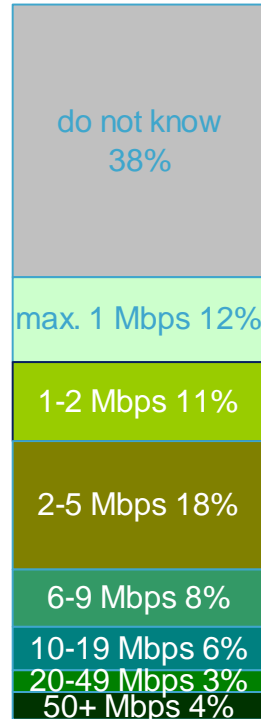 do not know
38%
max. 1 Mbps 12%
1-2 Mbps 11%
2-5 Mbps 18%
6-9 Mbps 8%
10-19 Mbps 6%
20-49 Mbps 3%
50+ Mbps 4%